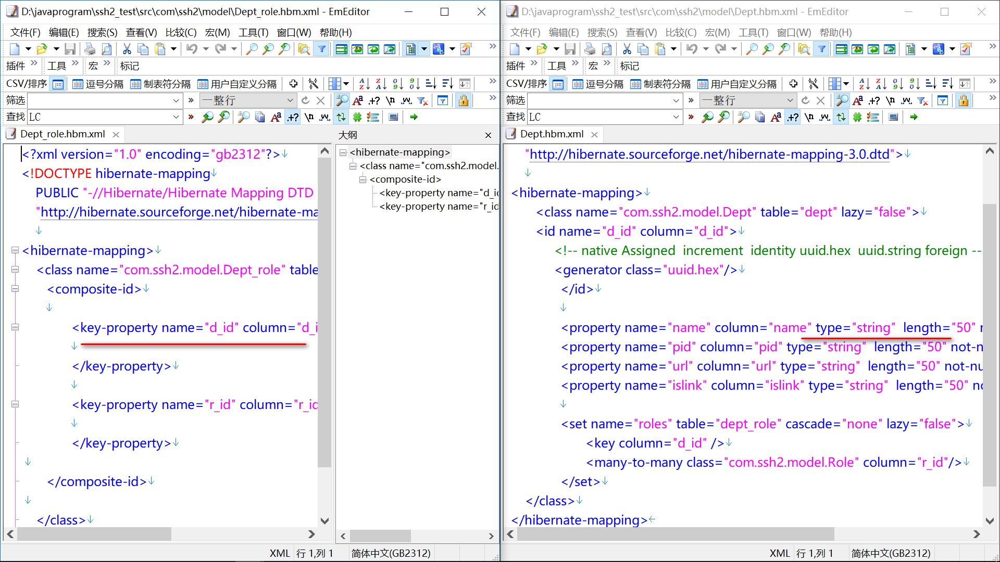 D:\javaprogram\ssh2_test\src\com\ssh2\model\Dept_role.hbm.xml - EmEditor
文件(F) 编辑(E) 搜索(S) 查看(V) 比较(C) 宏(M) 工具(T) 窗口(W) 帮助(H)
插件 工具 宏 标记
CSV/排序 逗号分隔 制表符分隔 用户自定义分隔
筛选 一整行
查找 LC
Dept_role.hbm.xml
<?xml version="1.0" encoding="gb2312"?>
<!DOCTYPE hibernate-mapping
PUBLIC "-//Hibernate/Hibernate Mapping DTD
"http://hibernate.sourceforge.net/hibernate-ma
<hibernate-mapping>
<class name="com.ssh2.model.Dept_role" table
<composite-id>
<key-property name="d_id" column="d_i
</key-property>
<key-property name="r_id" column="r_id
</key-property>
</composite-id>
</class>
大纲
<hibernate-mapping>
<class name="com.ssh2.model.
<composite-id>
<key-property name="d_id
<key-property name="r_id
XML 行 1,列 1 简体中文(GB2312)
D:\javaprogram\ssh2_test\src\com\ssh2\model\Dept.hbm.xml - EmEditor
文件(F) 编辑(E) 搜索(S) 查看(V) 比较(C) 宏(M) 工具(T) 窗口(W) 帮助(H)
插件 工具 宏 标记
CSV/排序 逗号分隔 制表符分隔 用户自定义分隔
筛选 一整行
查找 LC
Dept.hbm.xml
"http://hibernate.sourceforge.net/hibernate-mapping-3.0.dtd">
<hibernate-mapping>
<class name="com.ssh2.model.Dept" table="dept" lazy="false">
<id name="d_id" column="d_id">
<!-- native Assigned  increment  identity uuid.hex  uuid.string foreign --
<generator class="uuid.hex"/>
</id>
<property name="name" column="name" type="string"  length="50" n
<property name="pid" column="pid" type="string"  length="50" not-n
<property name="url" column="url" type="string"  length="50" not-nu
<property name="islink" column="islink" type="string"  length="50" no
<set name="roles" table="dept_role" cascade="none" lazy="false">
<key column="d_id" />
<many-to-many class="com.ssh2.model.Role" column="r_id"/>
</set>
</class>
</hibernate-mapping>
XML 行 1,列 1 简体中文(GB2312)